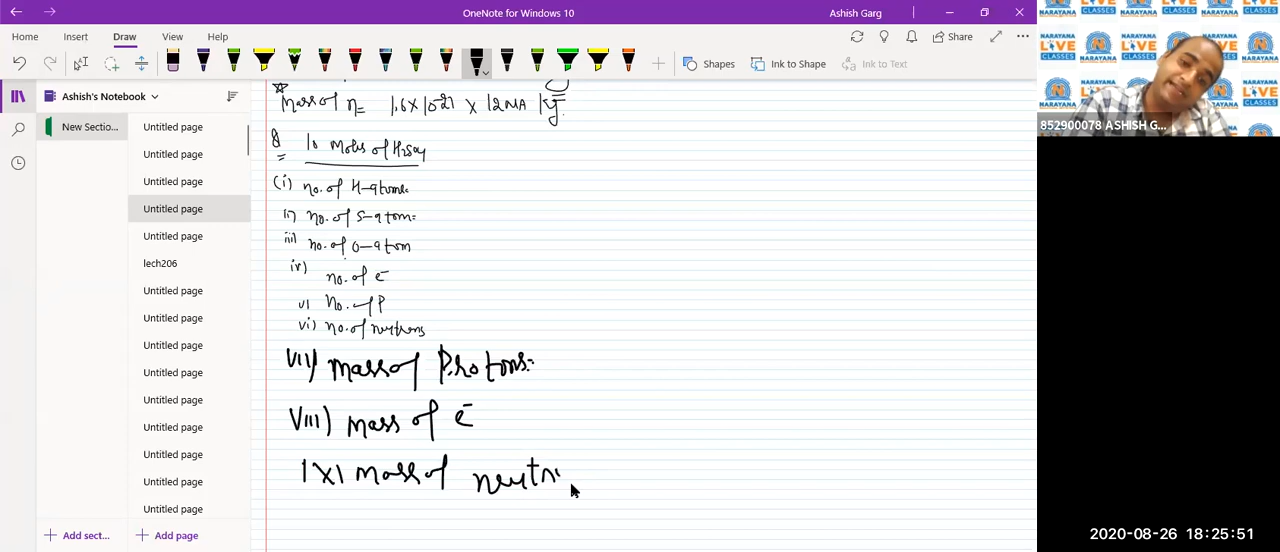 OneNote for Windows 10
Ashish Garg
Home Insert Draw View Help
Share
Shapes Ink to Shape Ink to Text
Ashish's Notebook
New Sectio...
Untitled page
Untitled page
Untitled page
Untitled page
Untitled page
lech206
Untitled page
Untitled page
Untitled page
Untitled page
Untitled page
Untitled page
Untitled page
Untitled page
Untitled page
Add sect...
Add page
Mass of n = 1.6 × 10-27 × 12NA kg.
Q 10 Moles of H2SO4
(i) no. of H-atoms=
ii) no. of S-atom=
iii) no. of O-atom
iv) no. of e-
v) No. of P
vi) no. of neutrons
VII) Mass of Protons=
VIII) Mass of e-
IX) Mass of neutr
NARAYANA
LIVE
CLASSES
852900078 ASHISH G...
2020-08-26 18:25:51